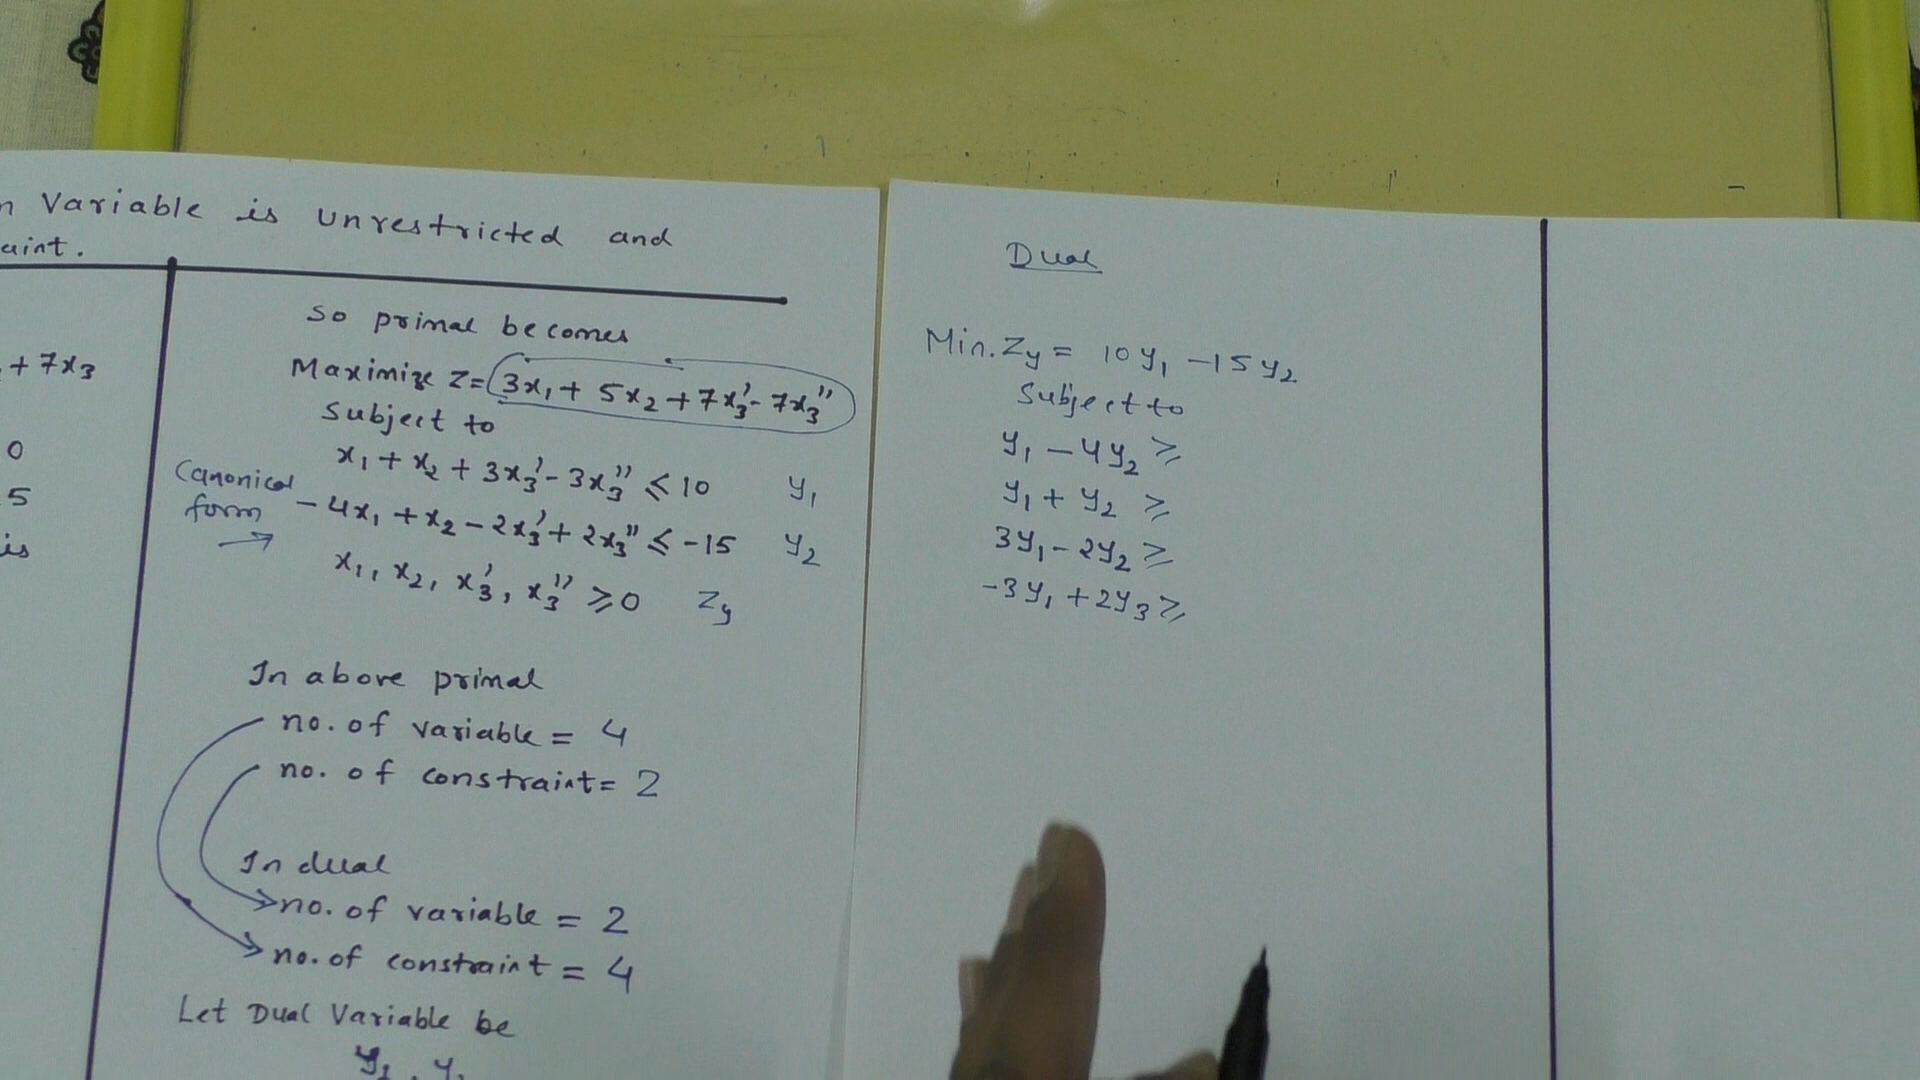 n Variable is unrestricted and
aint.
+ 7x₃
0
5
is
So primal becomes
Maximize Z= 3x₁ + 5x₂ + 7x₃' - 7x₃''
Subject to
x₁ + x₂ + 3x₃' - 3x₃'' ≤ 10 y₁
Canonical form → -4x₁ + x₂ - 2x₃' + 2x₃'' ≤ -15 y₂
x₁, x₂, x₃', x₃'' ≥ 0 Zy
In above primal
no. of variable = 4
no. of constraint = 2
In dual
no. of variable = 2
no. of constraint = 4
Let Dual Variable be
Dual
Min. Zy = 10y₁ - 15y₂
Subject to
y₁ - 4y₂ ≥
y₁ + y₂ ≥
3y₁ - 2y₂ ≥
-3y₁ + 2y₃ ≥